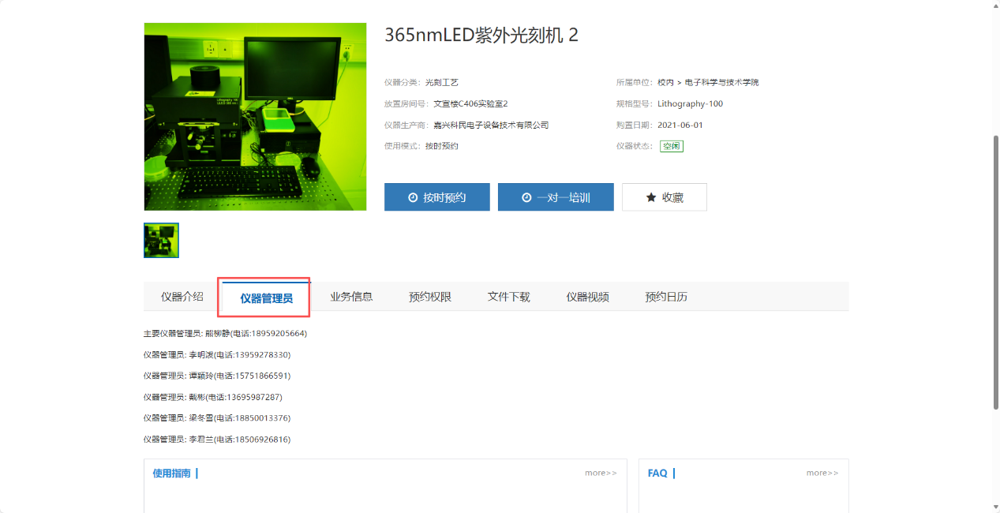 365nmLED紫外光刻机 2
仪器分类: 光刻工艺
所属单位: 校内 > 电子科学与技术学院
放置房间号: 文宣楼C406实验室2
规格型号: Lithography-100
仪器生产商: 嘉兴科民电子设备技术有限公司
购置日期: 2021-06-01
使用模式: 按时预约
仪器状态: 空闲
按时预约
一对一培训
收藏
仪器介绍
仪器管理员
业务信息
预约权限
文件下载
仪器视频
预约日历
主要仪器管理员: 熊柳静(电话:18959205664)
仪器管理员: 李明泼(电话:13959278330)
仪器管理员: 谭颖玲(电话:15751866591)
仪器管理员: 戴彬(电话:13695987287)
仪器管理员: 梁冬雪(电话:18850013376)
仪器管理员: 李君兰(电话:18506926816)
使用指南
more>>
FAQ
more>>